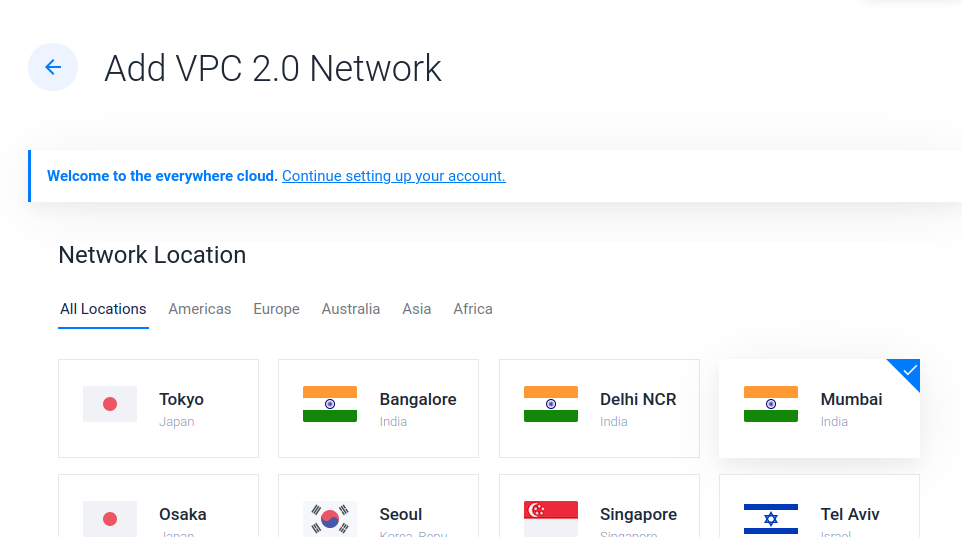 Add VPC 2.0 Network
Welcome to the everywhere cloud. Continue setting up your account.
Network Location
All Locations Americas Europe Australia Asia Africa
Tokyo Bangalore Delhi NCR Mumbai
Japan India India India
Osaka Seoul Singapore Tel Aviv
Japan Korea, Repu Singapore Israel